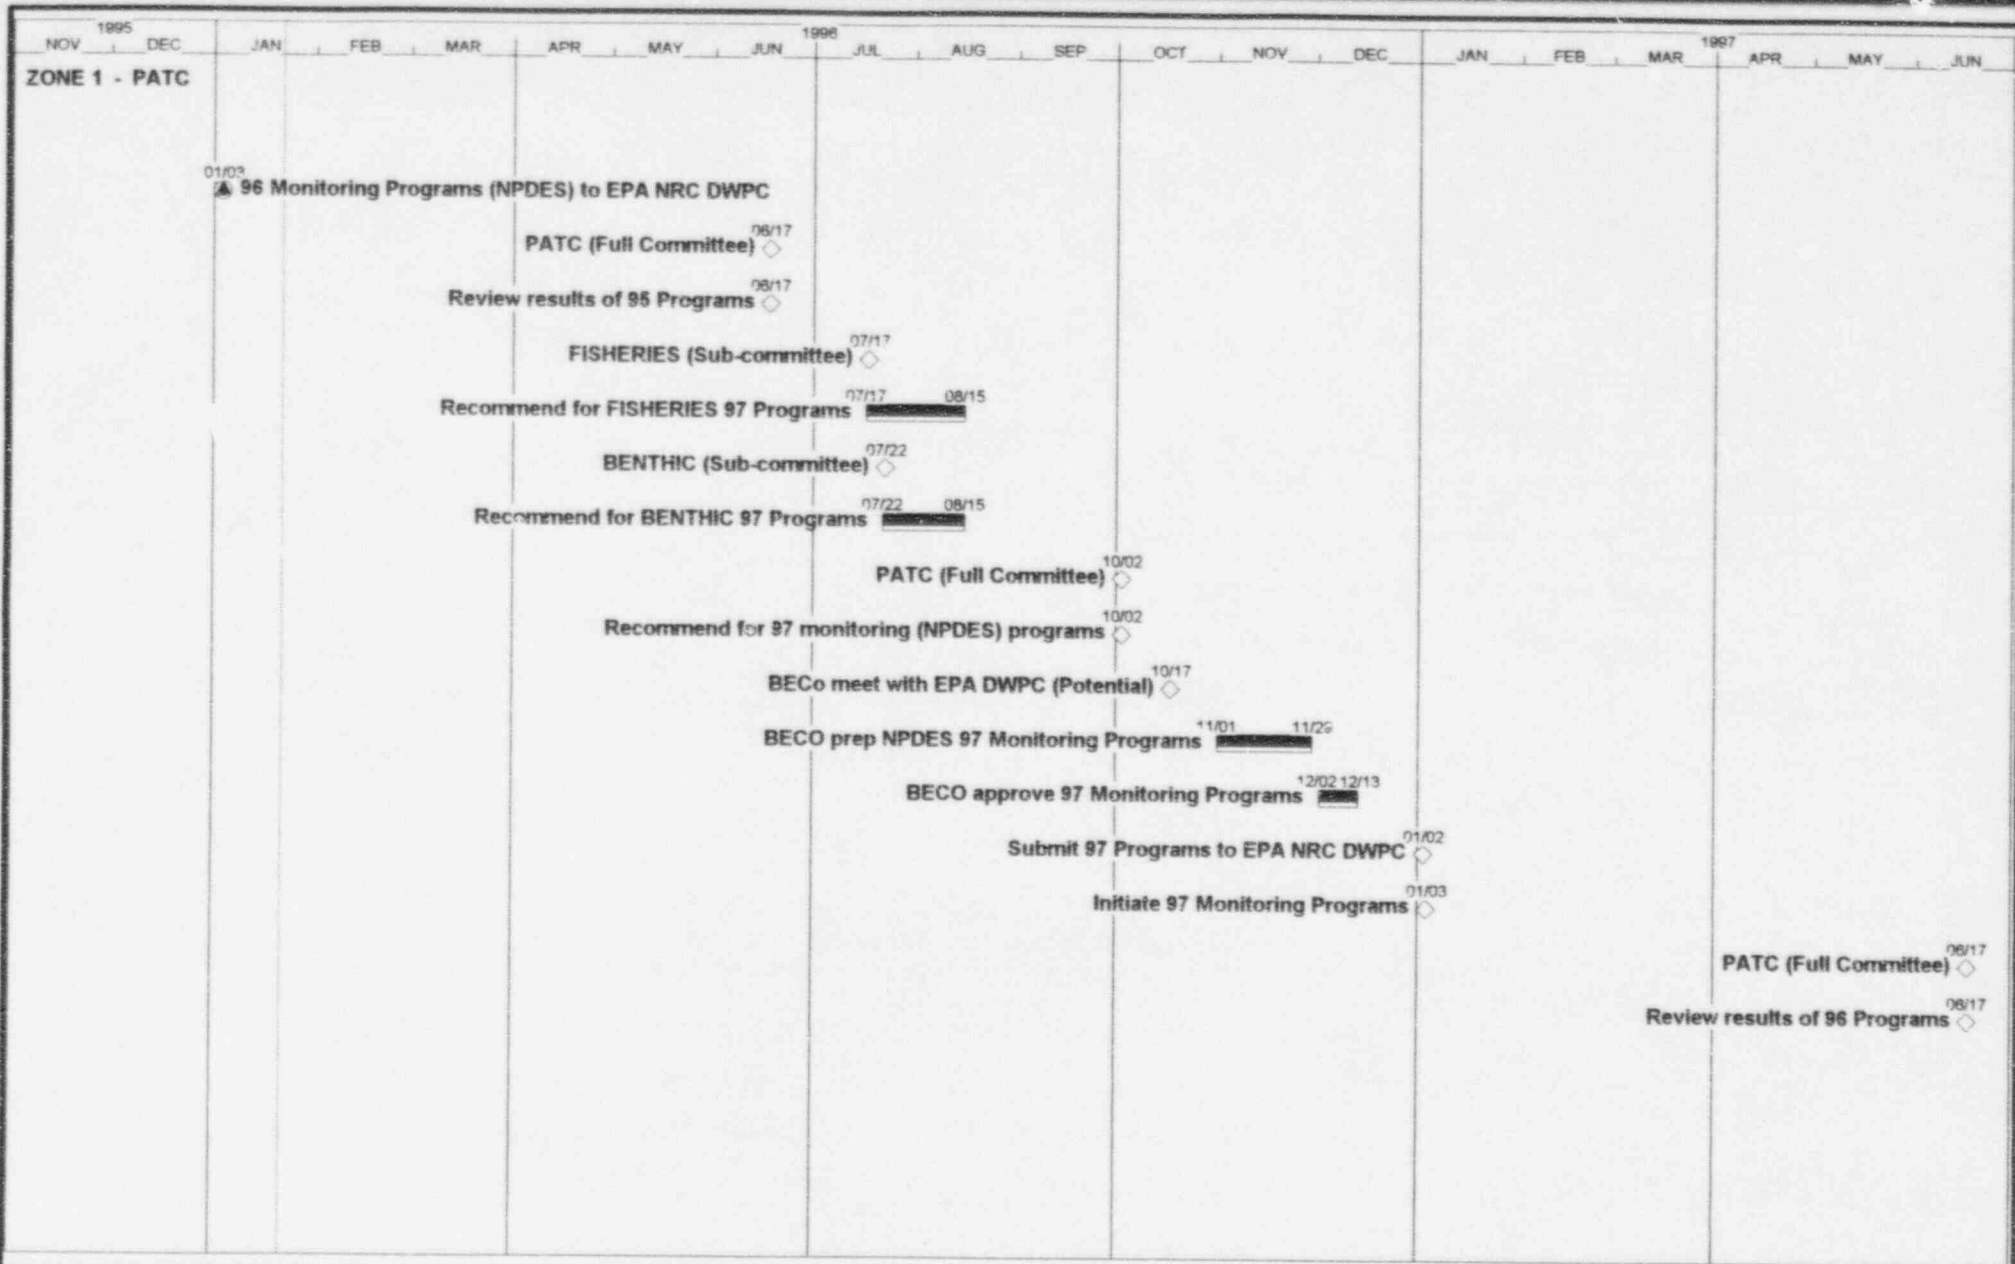 1995 1996 1997
NOV DEC JAN FEB MAR APR MAY JUN JUL AUG SEP OCT NOV DEC JAN FEB MAR APR MAY JUN
ZONE 1 - PATC
01/03
96 Monitoring Programs (NPDES) to EPA NRC DWPC
06/17
PATC (Full Committee)
06/17
Review results of 95 Programs
07/17
FISHERIES (Sub-committee)
07/17 08/15
Recommend for FISHERIES 97 Programs
07/22
BENTHIC (Sub-committee)
07/22 08/15
Recommend for BENTHIC 97 Programs
10/02
PATC (Full Committee)
10/02
Recommend for 97 monitoring (NPDES) programs
10/17
BECo meet with EPA DWPC (Potential)
11/01 11/29
BECO prep NPDES 97 Monitoring Programs
12/02 12/13
BECO approve 97 Monitoring Programs
01/02
Submit 97 Programs to EPA NRC DWPC
01/03
Initiate 97 Monitoring Programs
06/17
PATC (Full Committee)
06/17
Review results of 96 Programs